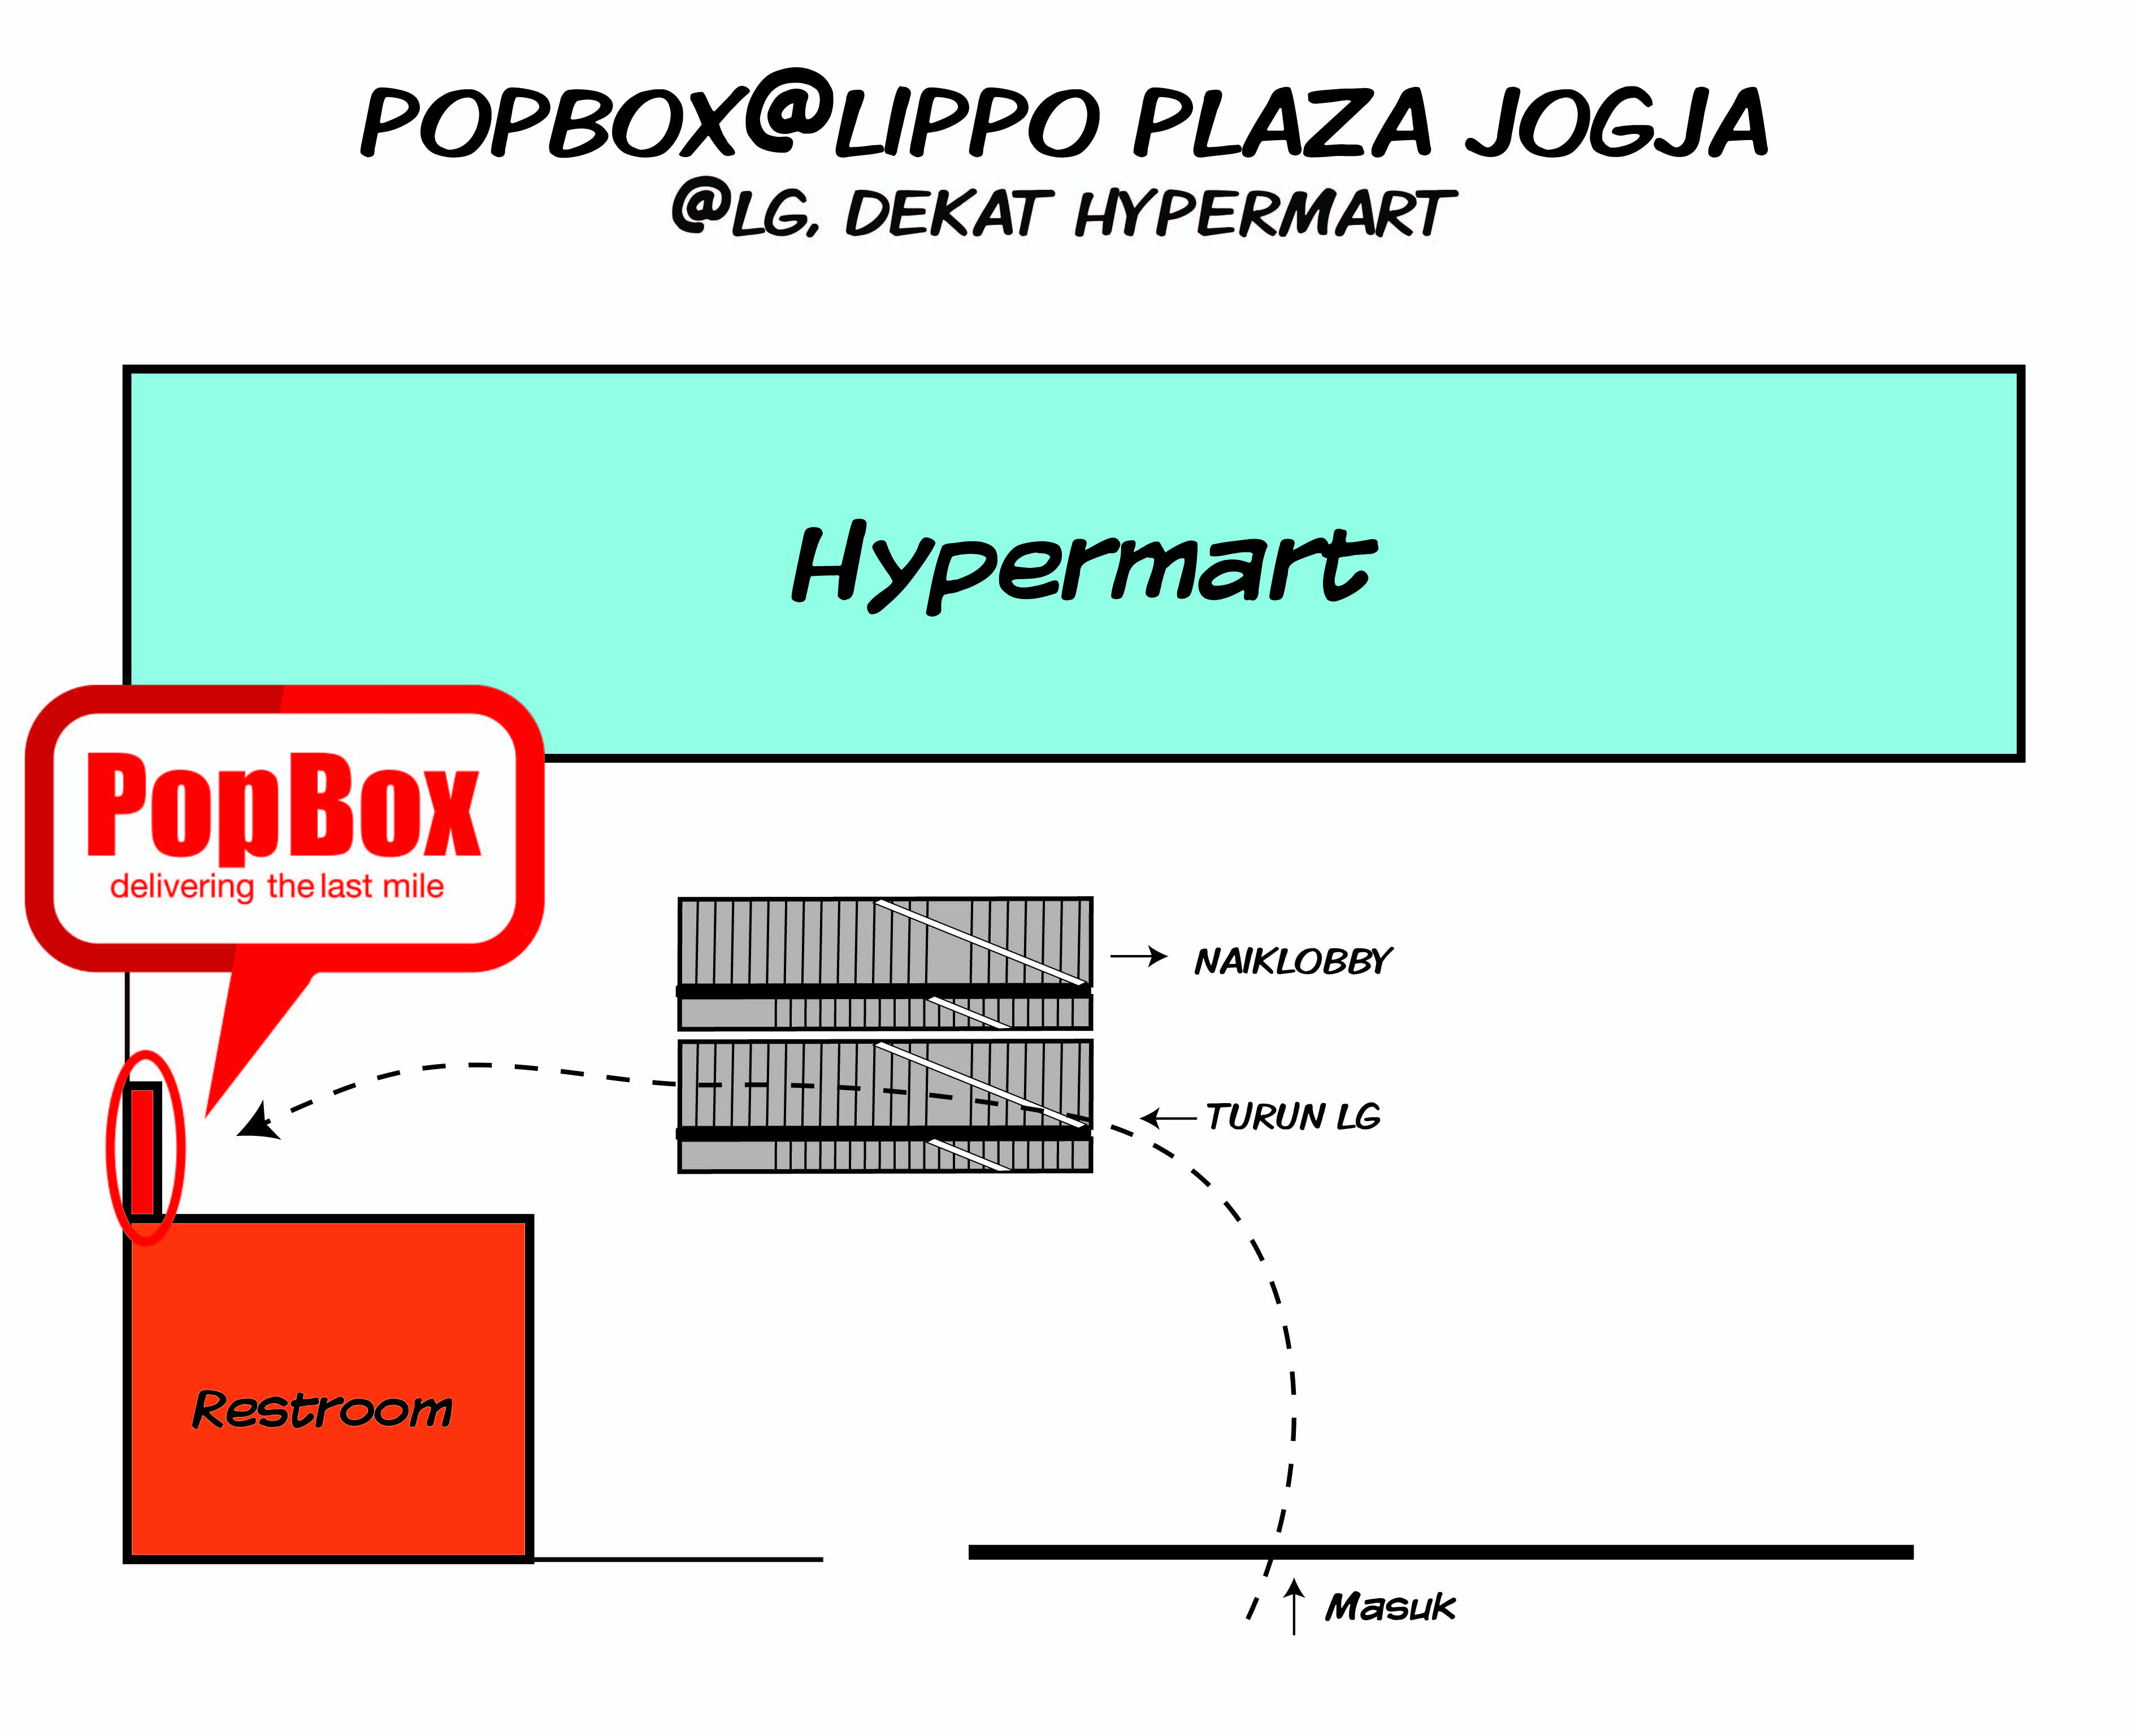 POPBOX@LIPPO PLAZA JOGJA
@LG, DEKAT HYPERMART
Hypermart
PopBox
delivering the last mile
NAIKLOBBY
TURUN LG
Restroom
Masuk